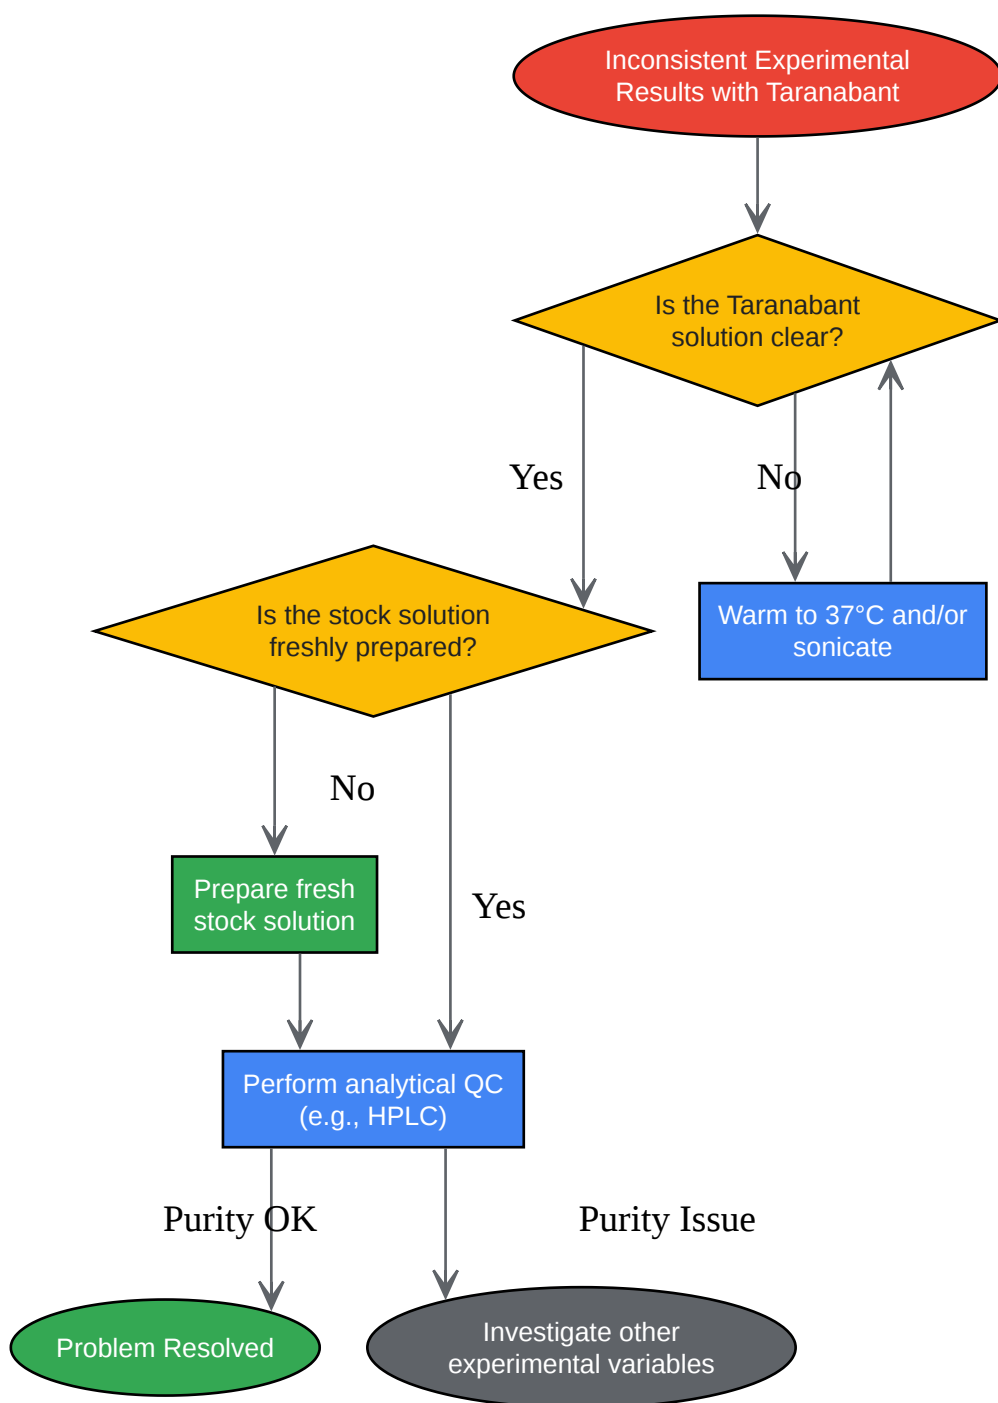 Inconsistent Experimental
Results with Taranabant
Is the Taranabant
solution clear?
Yes
No
Is the stock solution
freshly prepared?
Warm to 37°C and/or
sonicate
No
Prepare fresh
stock solution
Yes
Perform analytical QC
(e.g., HPLC)
Purity OK
Purity Issue
Problem Resolved
Investigate other
experimental variables